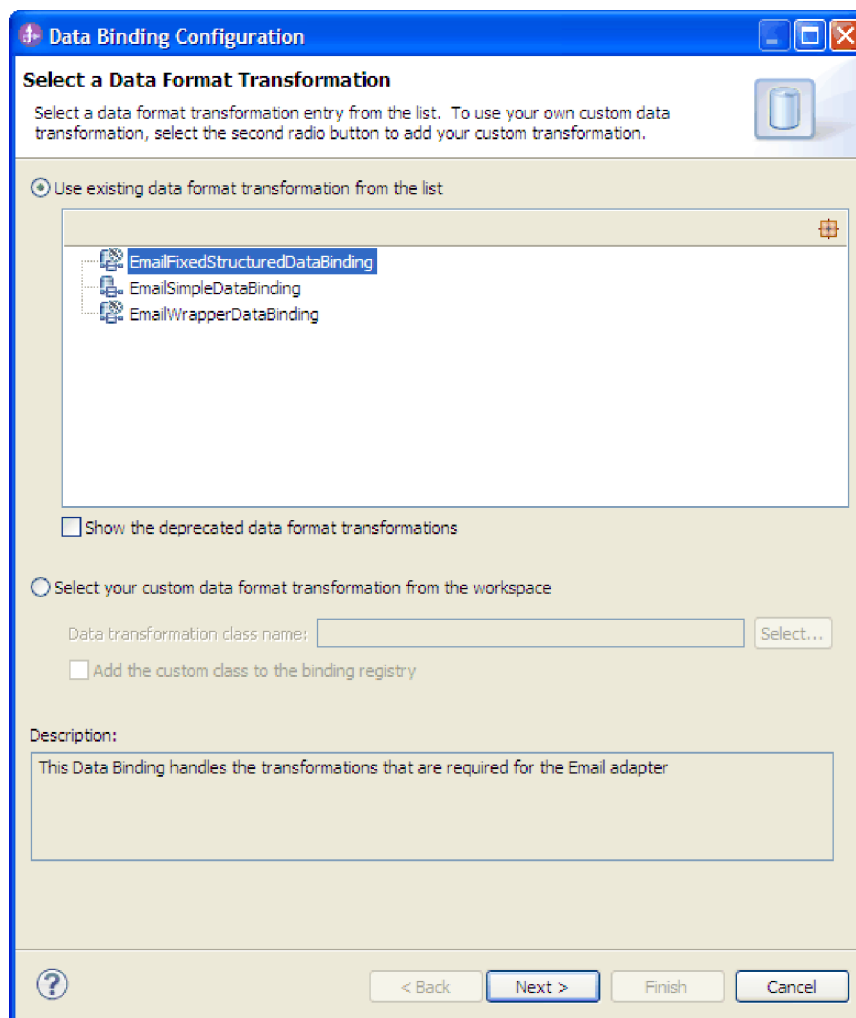 Data Binding Configuration
Select a Data Format Transformation
Select a data format transformation entry from the list. To use your own custom data
transformation, select the second radio button to add your custom transformation.
Use existing data format transformation from the list
EmailFixedStructuredDataBinding
EmailSimpleDataBinding
EmailWrapperDataBinding
Show the deprecated data format transformations
Select your custom data format transformation from the workspace
Data transformation class name: Select...
Add the custom class to the binding registry
Description:
This Data Binding handles the transformations that are required for the Email adapter
? < Back Next > Finish Cancel